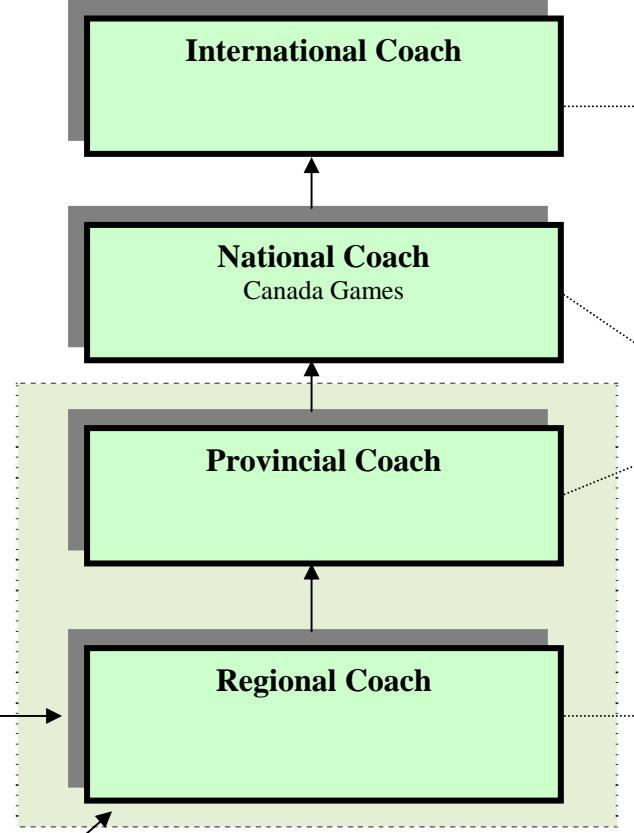 International Coach
National Coach
Canada Games
Provincial Coach
Regional Coach